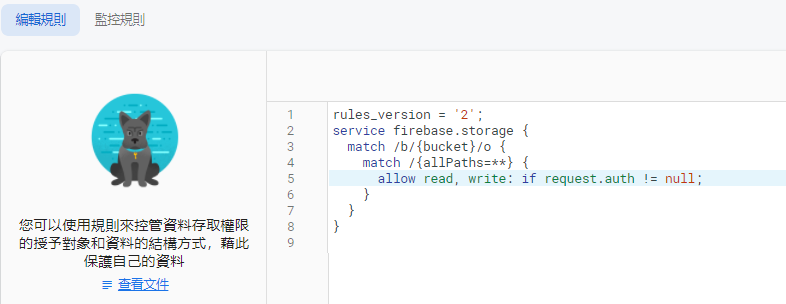 編輯規則 監控規則
1 rules_version = '2';
2 service firebase.storage {
3   match /b/{bucket}/o {
4     match /{allPaths=**} {
5       allow read, write: if request.auth != null;
6     }
7   }
8 }
9
您可以使用規則來控管資料存取權限
的授予對象和資料的結構方式，藉此
保護自己的資料
查看文件